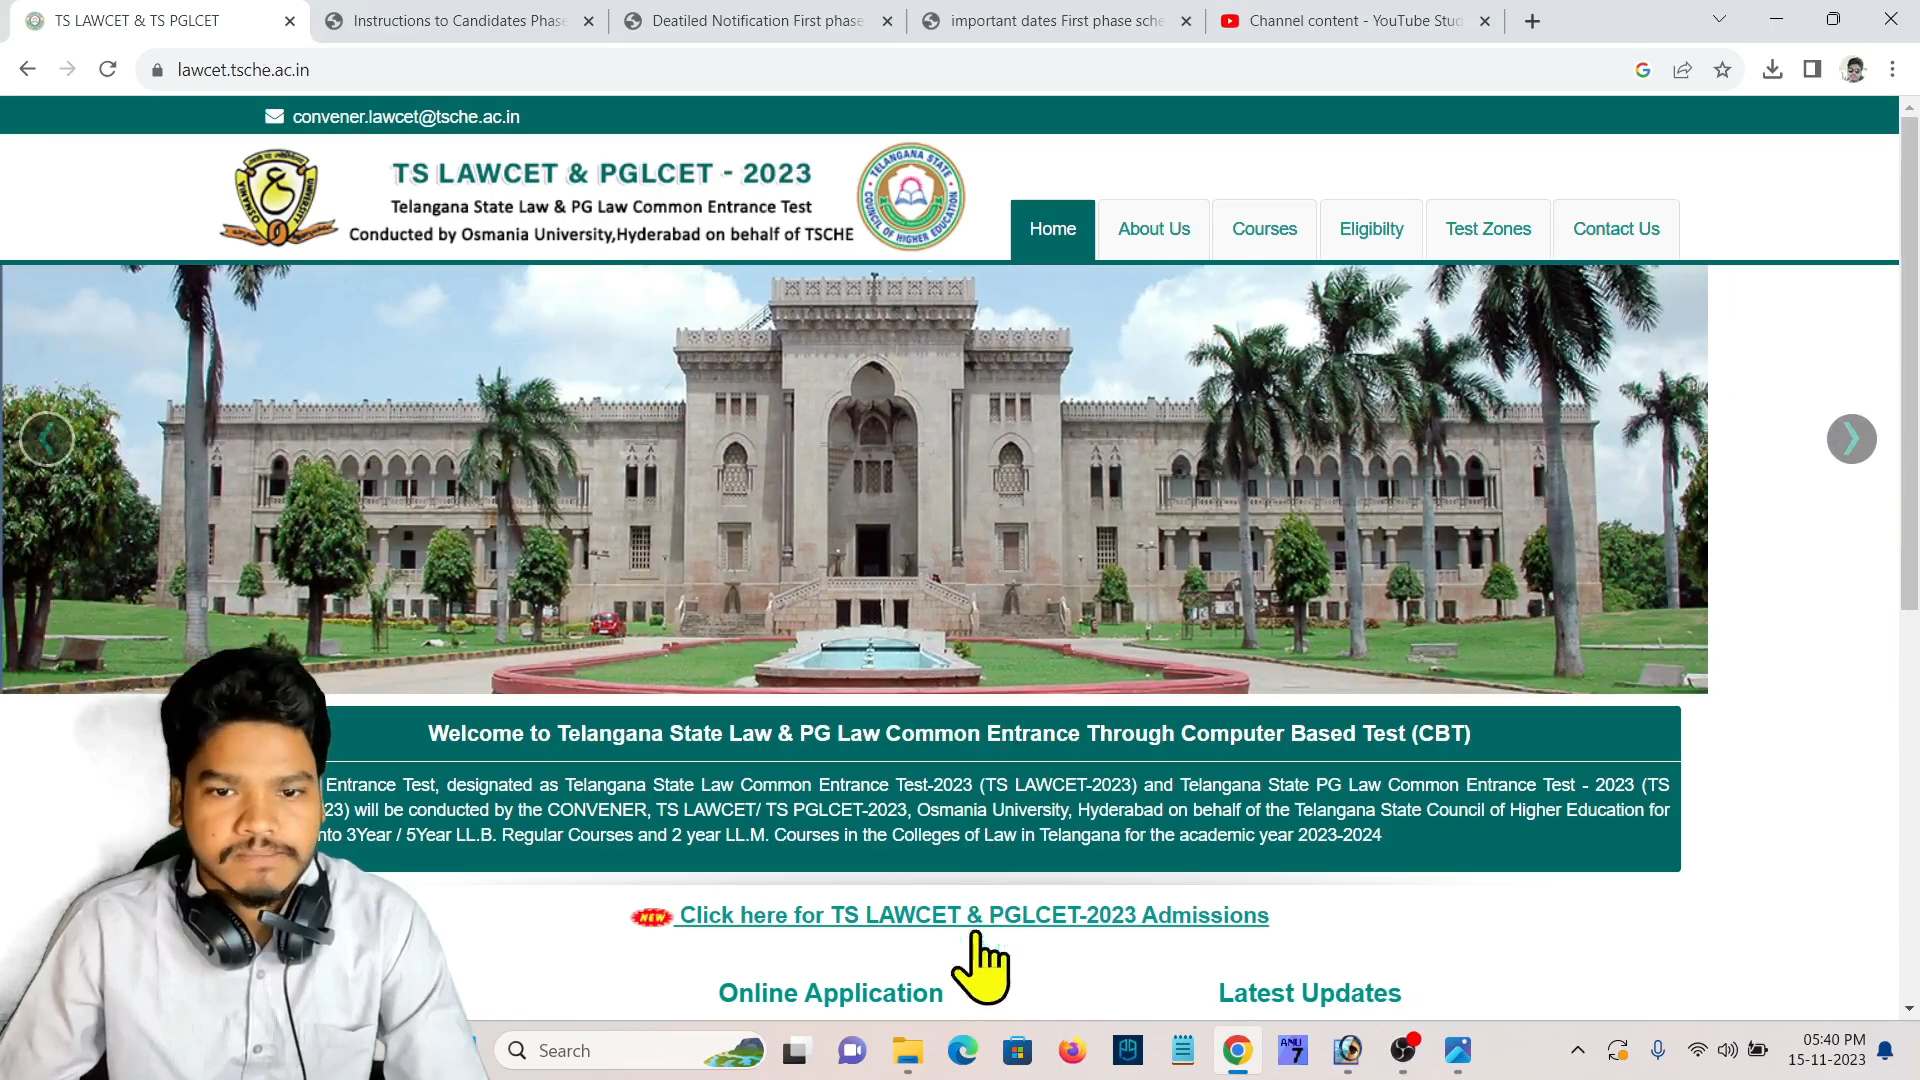 TS LAWCET & TS PGLCET
Instructions to Candidates Phase
Deatiled Notification First phase
important dates First phase sche
Channel content - YouTube Stud
lawcet.tsche.ac.in
convener.lawcet@tsche.ac.in
TS LAWCET & PGLCET - 2023
Telangana State Law & PG Law Common Entrance Test
Conducted by Osmania University,Hyderabad on behalf of TSCHE
TELANGANA STATE
COUNCIL OF HIGHER EDUCATION
Home
About Us
Courses
Eligibilty
Test Zones
Contact Us
Welcome to Telangana State Law & PG Law Common Entrance Through Computer Based Test (CBT)
Entrance Test, designated as Telangana State Law Common Entrance Test-2023 (TS LAWCET-2023) and Telangana State PG Law Common Entrance Test - 2023 (TS
23) will be conducted by the CONVENER, TS LAWCET/ TS PGLCET-2023, Osmania University, Hyderabad on behalf of the Telangana State Council of Higher Education for
nto 3Year / 5Year LL.B. Regular Courses and 2 year LL.M. Courses in the Colleges of Law in Telangana for the academic year 2023-2024
NEW Click here for TS LAWCET & PGLCET-2023 Admissions
Online Application
Latest Updates
Search
ANU
7
05:40 PM
15-11-2023